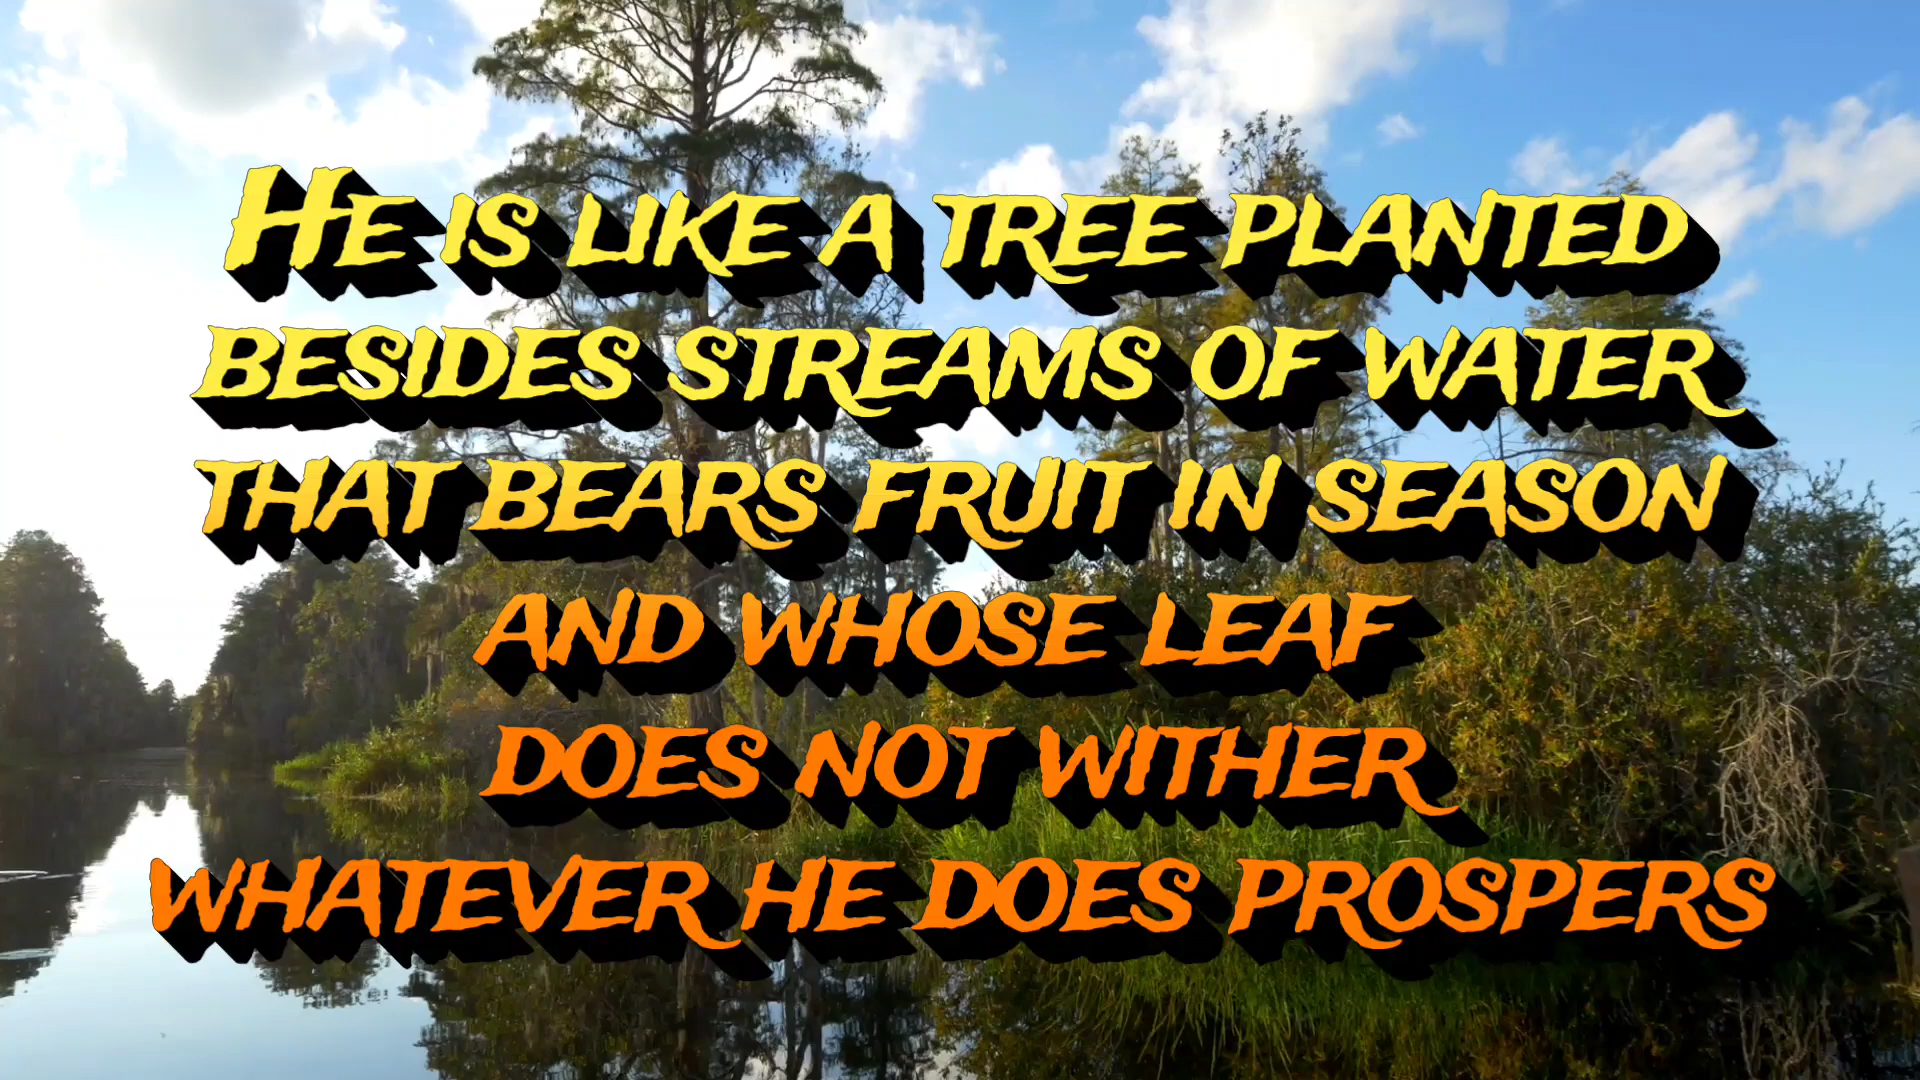 He is like a tree planted
besides streams of water
that bears fruit in season
and whose leaf
does not wither
whatever he does prospers